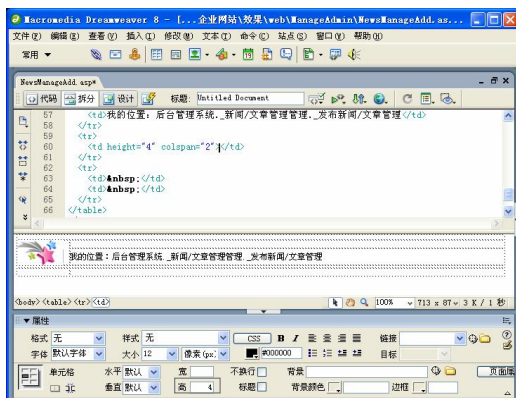 Macromedia Dreamweaver 8 - [...企业网站\效果\web\ManageAdmin\NewsManageAdd.as...
文件(F) 编辑(E) 查看(V) 插入(I) 修改(M) 文本(T) 命令(C) 站点(S) 窗口(W) 帮助(H)
常用
NewsManageAdd.asp*
代码 拆分 设计 标题: Untitled Document
57 <td>我的位置：后台管理系统._新闻/文章管理管理._发布新闻/文章管理</td>
58 </tr>
59 <tr>
60 <td height="4" colspan="2"></td>
61 </tr>
62 <tr>
63 <td>&nbsp;</td>
64 <td>&nbsp;</td>
65 </tr>
66 </table>
我的位置：后台管理系统._新闻/文章管理管理._发布新闻/文章管理
<body> <table> <tr> <td> 100% 713 x 87 3 K / 1 秒
属性
格式 无 样式 无 CSS B I 链接
字体 默认字体 大小 12 像素(px) #000000 目标
单元格 水平 默认 宽 不换行 背景 页面属
垂直 默认 高 4 标题 背景颜色 边框